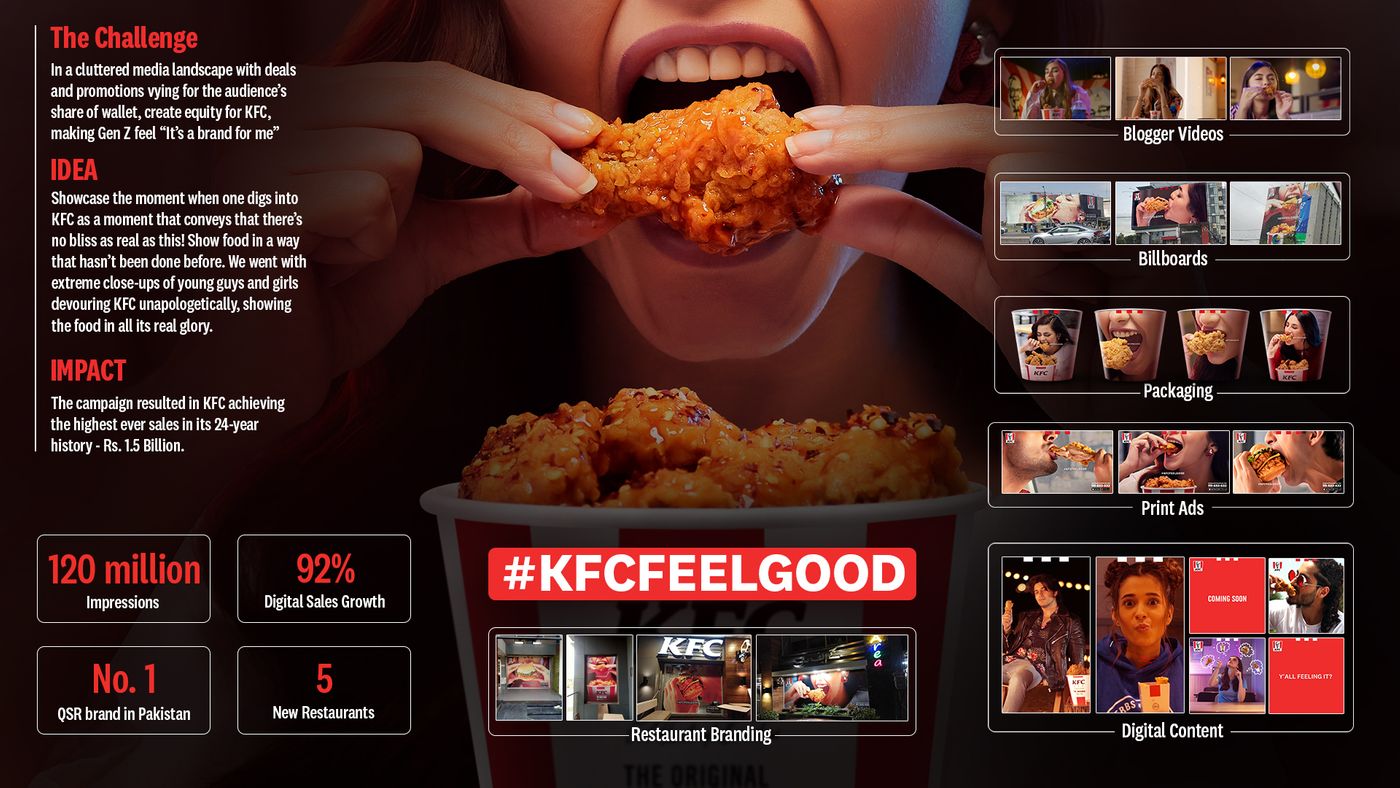 The Challenge
In a cluttered media landscape with deals
and promotions vying for the audience's
share of wallet, create equity for KFC,
making Gen Z feel “It's a brand for me”
IDEA
Showcase the moment when one digs into
KFC as a moment that conveys that there's
no bliss as real as this! Show food in a way
that hasn't been done before. We went with
extreme close-ups of young guys and girls
devouring KFC unapologetically, showing
the food in all its real glory.
IMPACT
The campaign resulted in KFC achieving
the highest ever sales in its 24-year
history - Rs. 1.5 Billion.
120 million
Impressions
92%
Digital Sales Growth
No. 1
QSR brand in Pakistan
5
New Restaurants
#KFCFEELGOOD
KFC
KFC
Restaurant Branding
THE ORIGINAL
Blogger Videos
Billboards
KFC
KFC
Packaging
Print Ads
KFC
COMING SOON
Y'ALL FEELING IT?
Digital Content